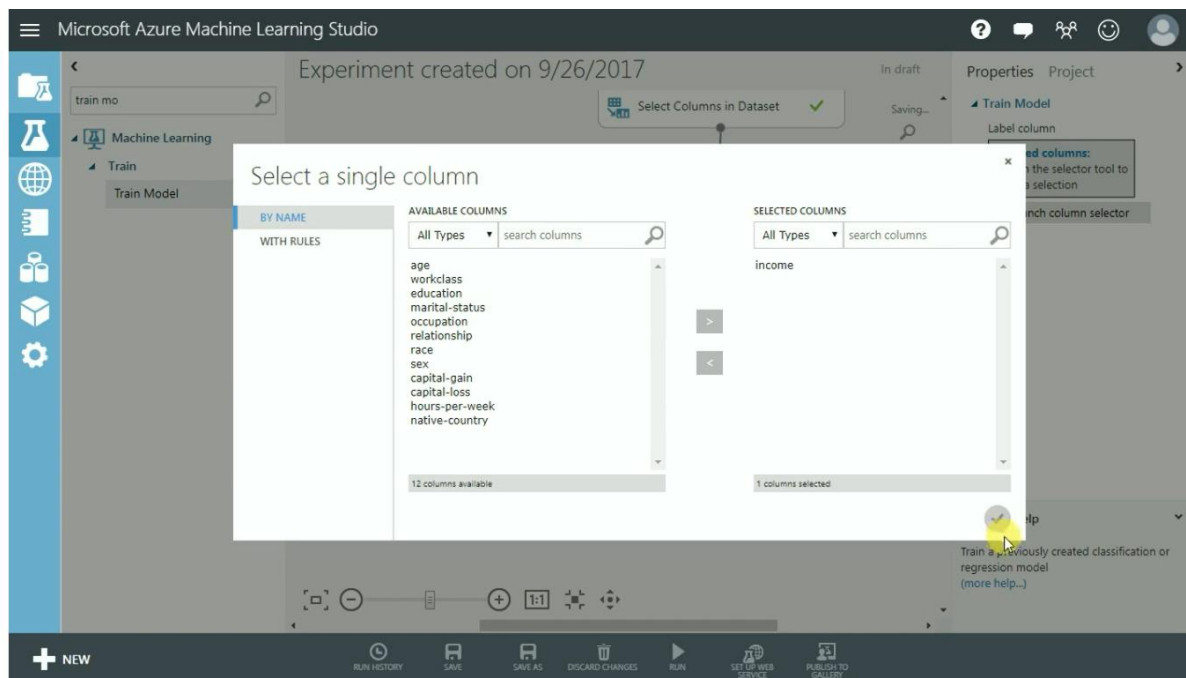 Microsoft Azure Machine Learning Studio
train mo
Machine Learning
Train
Train Model
Experiment created on 9/26/2017
In draft
Select Columns in Dataset
Saving...
Properties Project
Train Model
Label column
ed columns:
the selector tool to
a selection
nch column selector
Select a single column
BY NAME
WITH RULES
AVAILABLE COLUMNS
All Types
search columns
age
workclass
education
marital-status
occupation
relationship
race
sex
capital-gain
capital-loss
hours-per-week
native-country
12 columns available
>
<
SELECTED COLUMNS
All Types
search columns
income
1 columns selected
elp
Train a previously created classification or
regression model
(more help...)
1:1
NEW
RUN HISTORY
SAVE
SAVE AS
DISCARD CHANGES
RUN
SET UP WEB
SERVICE
PUBLISH TO
GALLERY